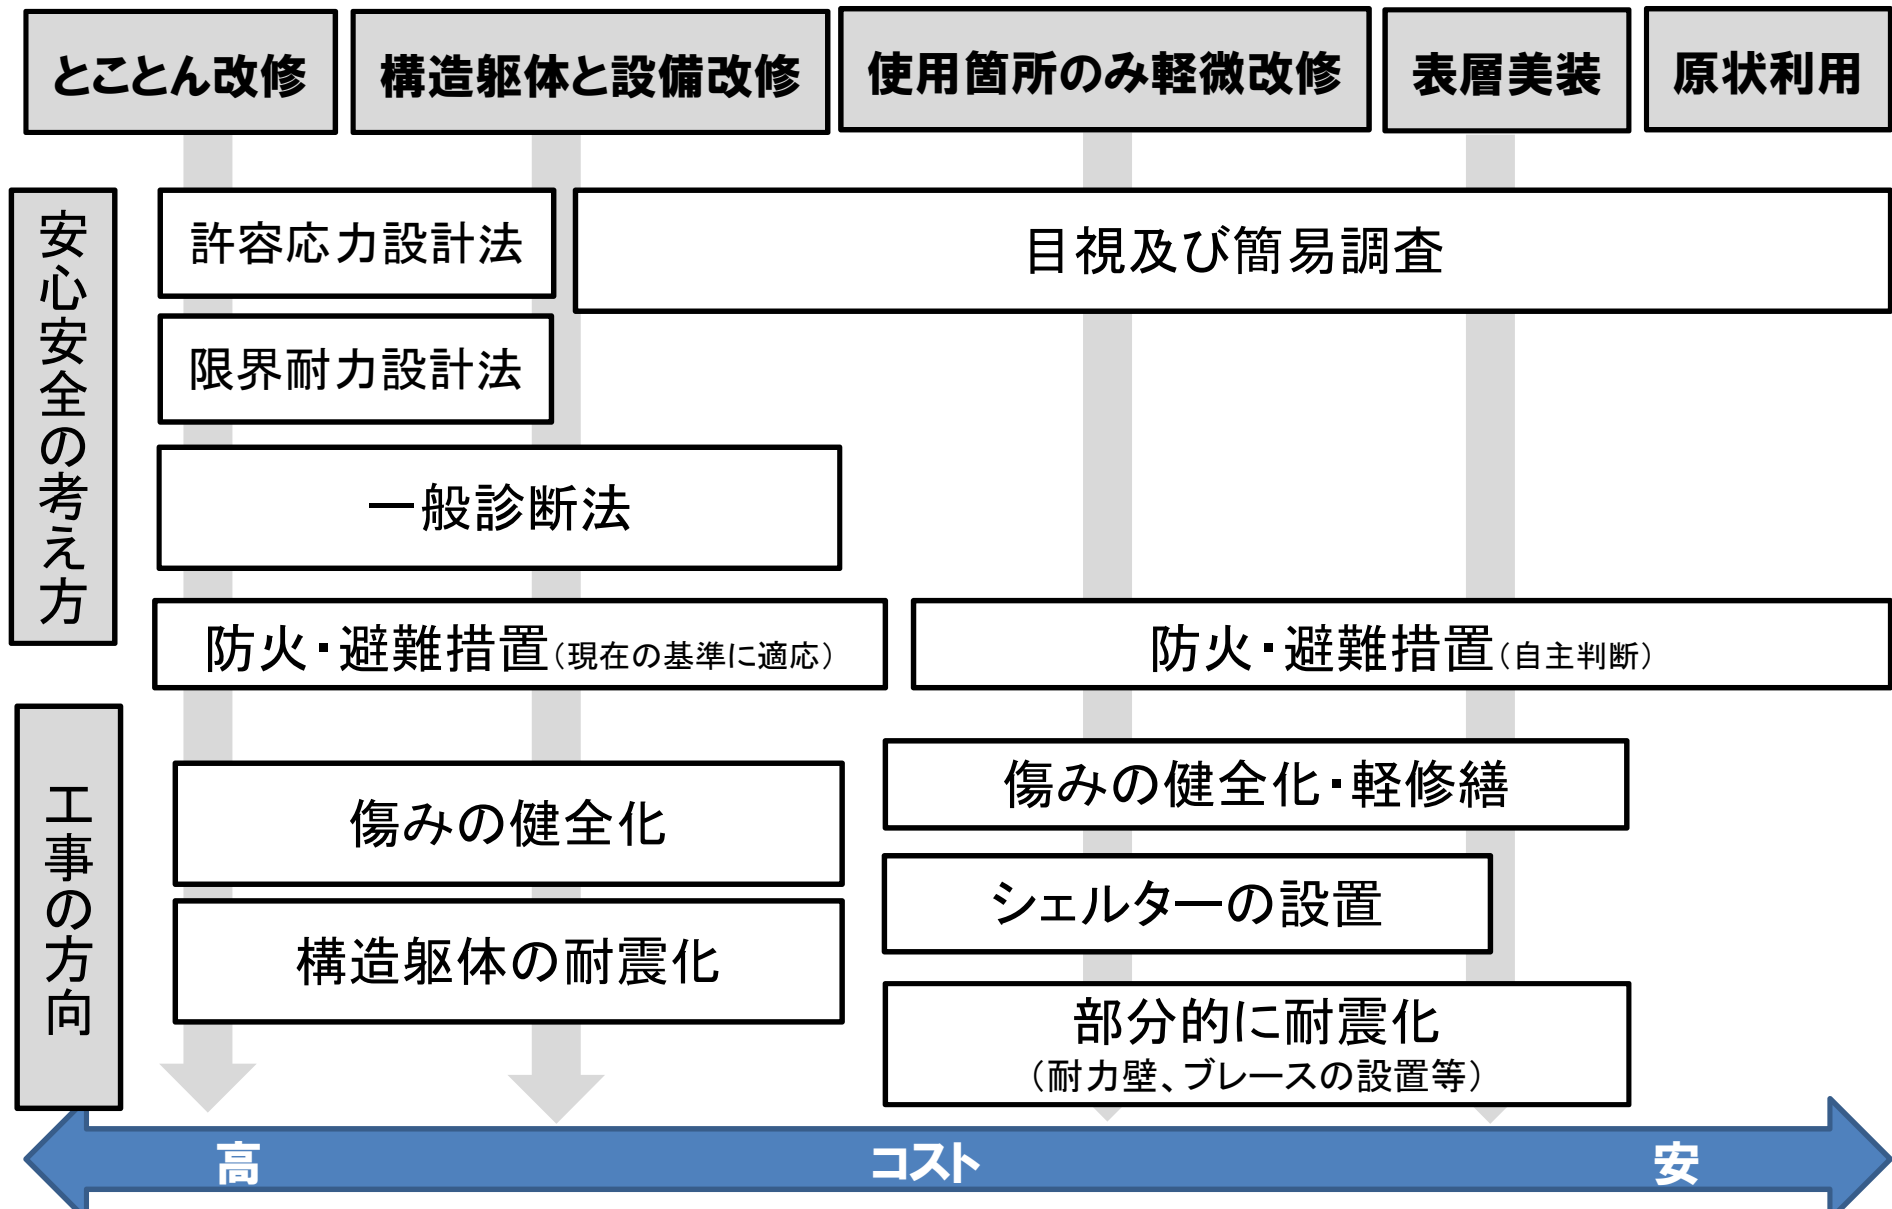 とことん改修
構造躯体と設備改修
使用箇所のみ軽微改修
表層美装
原状利用
安心安全の考え方
許容応力設計法
目視及び簡易調査
限界耐力設計法
一般診断法
防火・避難措置(現在の基準に適応)
防火・避難措置(自主判断)
工事の方向
傷みの健全化
傷みの健全化・軽修繕
シェルターの設置
構造躯体の耐震化
部分的に耐震化
(耐力壁、ブレースの設置等)
高
コスト
安